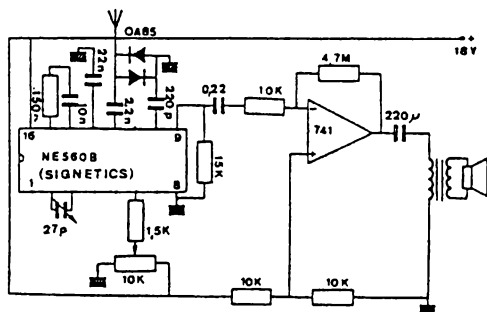 OA85
+
18V
22n
150n
10n
2,2n
220p
0,22
10K
4.7M
220µ
16
9
NE560B
(SIGNETICS)
1
8
15K
741
-
+
27p
1,5K
10K
10K
10K